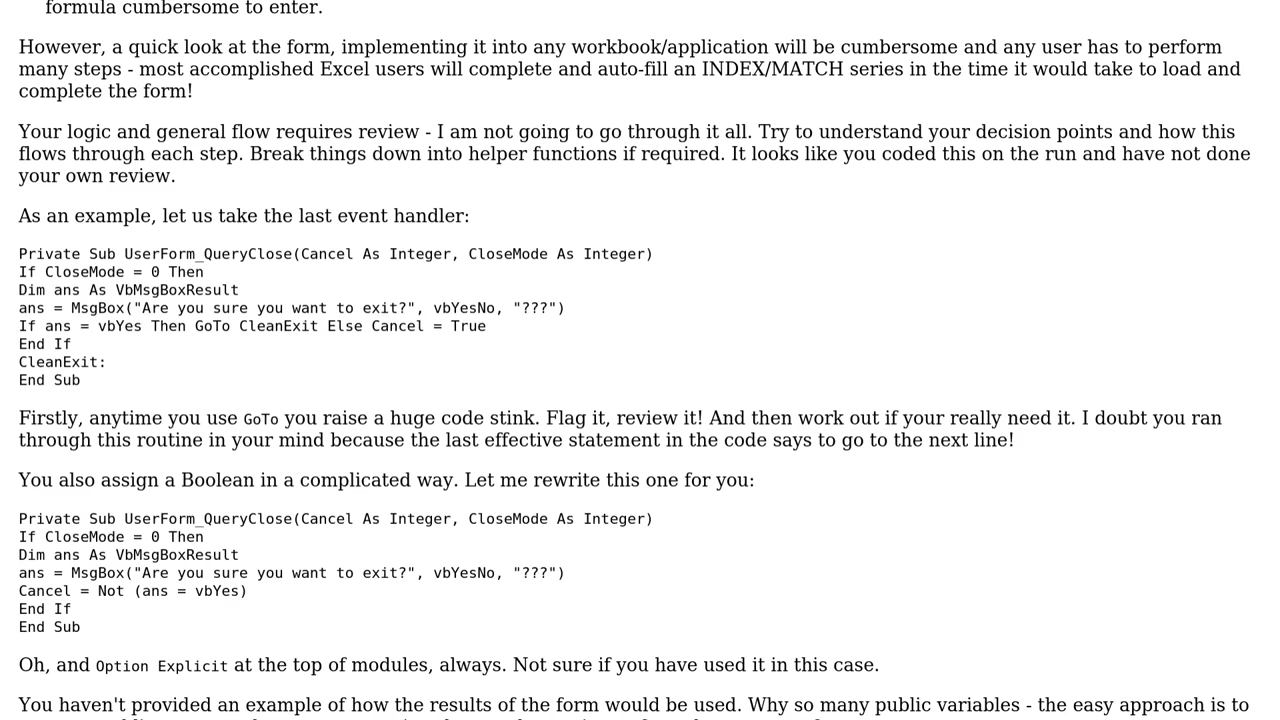 formula cumbersome to enter.
However, a quick look at the form, implementing it into any workbook/application will be cumbersome and any user has to perform
many steps - most accomplished Excel users will complete and auto-fill an INDEX/MATCH series in the time it would take to load and
complete the form!
Your logic and general flow requires review - I am not going to go through it all. Try to understand your decision points and how this
flows through each step. Break things down into helper functions if required. It looks like you coded this on the run and have not done
your own review.
As an example, let us take the last event handler:
Private Sub UserForm_QueryClose(Cancel As Integer, CloseMode As Integer)
If CloseMode = 0 Then
Dim ans As VbMsgBoxResult
ans = MsgBox("Are you sure you want to exit?", vbYesNo, "???")
If ans = vbYes Then GoTo CleanExit Else Cancel = True
End If
CleanExit:
End Sub
Firstly, anytime you use GoTo you raise a huge code stink. Flag it, review it! And then work out if your really need it. I doubt you ran
through this routine in your mind because the last effective statement in the code says to go to the next line!
You also assign a Boolean in a complicated way. Let me rewrite this one for you:
Private Sub UserForm_QueryClose(Cancel As Integer, CloseMode As Integer)
If CloseMode = 0 Then
Dim ans As VbMsgBoxResult
ans = MsgBox("Are you sure you want to exit?", vbYesNo, "???")
Cancel = Not (ans = vbYes)
End If
End Sub
Oh, and Option Explicit at the top of modules, always. Not sure if you have used it in this case.
You haven't provided an example of how the results of the form would be used. Why so many public variables - the easy approach is to